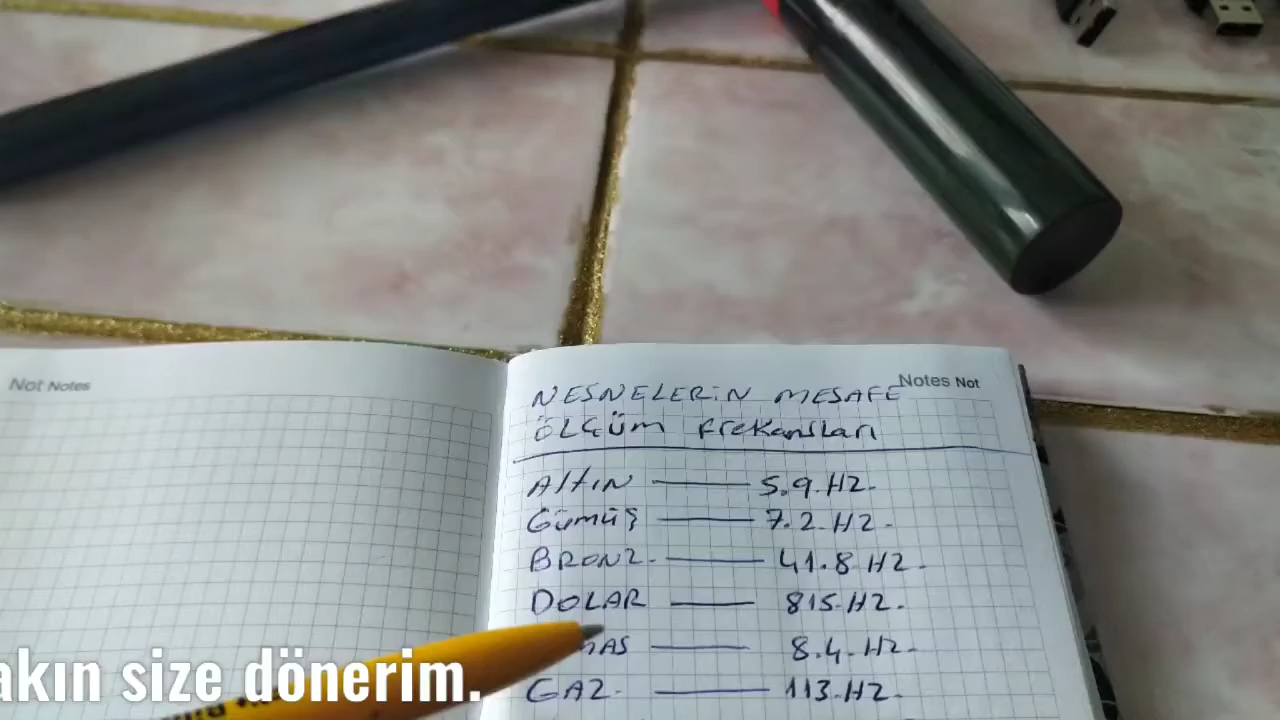 Not Notes
Notes Not
NESNELERİN MESAFE
ÖLÇÜM frekansları
Altın — 5.9.HZ-
Gümüş — 7.2-HZ-
BRONZ- — 41.8 HZ-
DOLAR — 815-HZ-
— 8.4-HZ-
GAZ- — 113-HZ-
akın size dönerim.